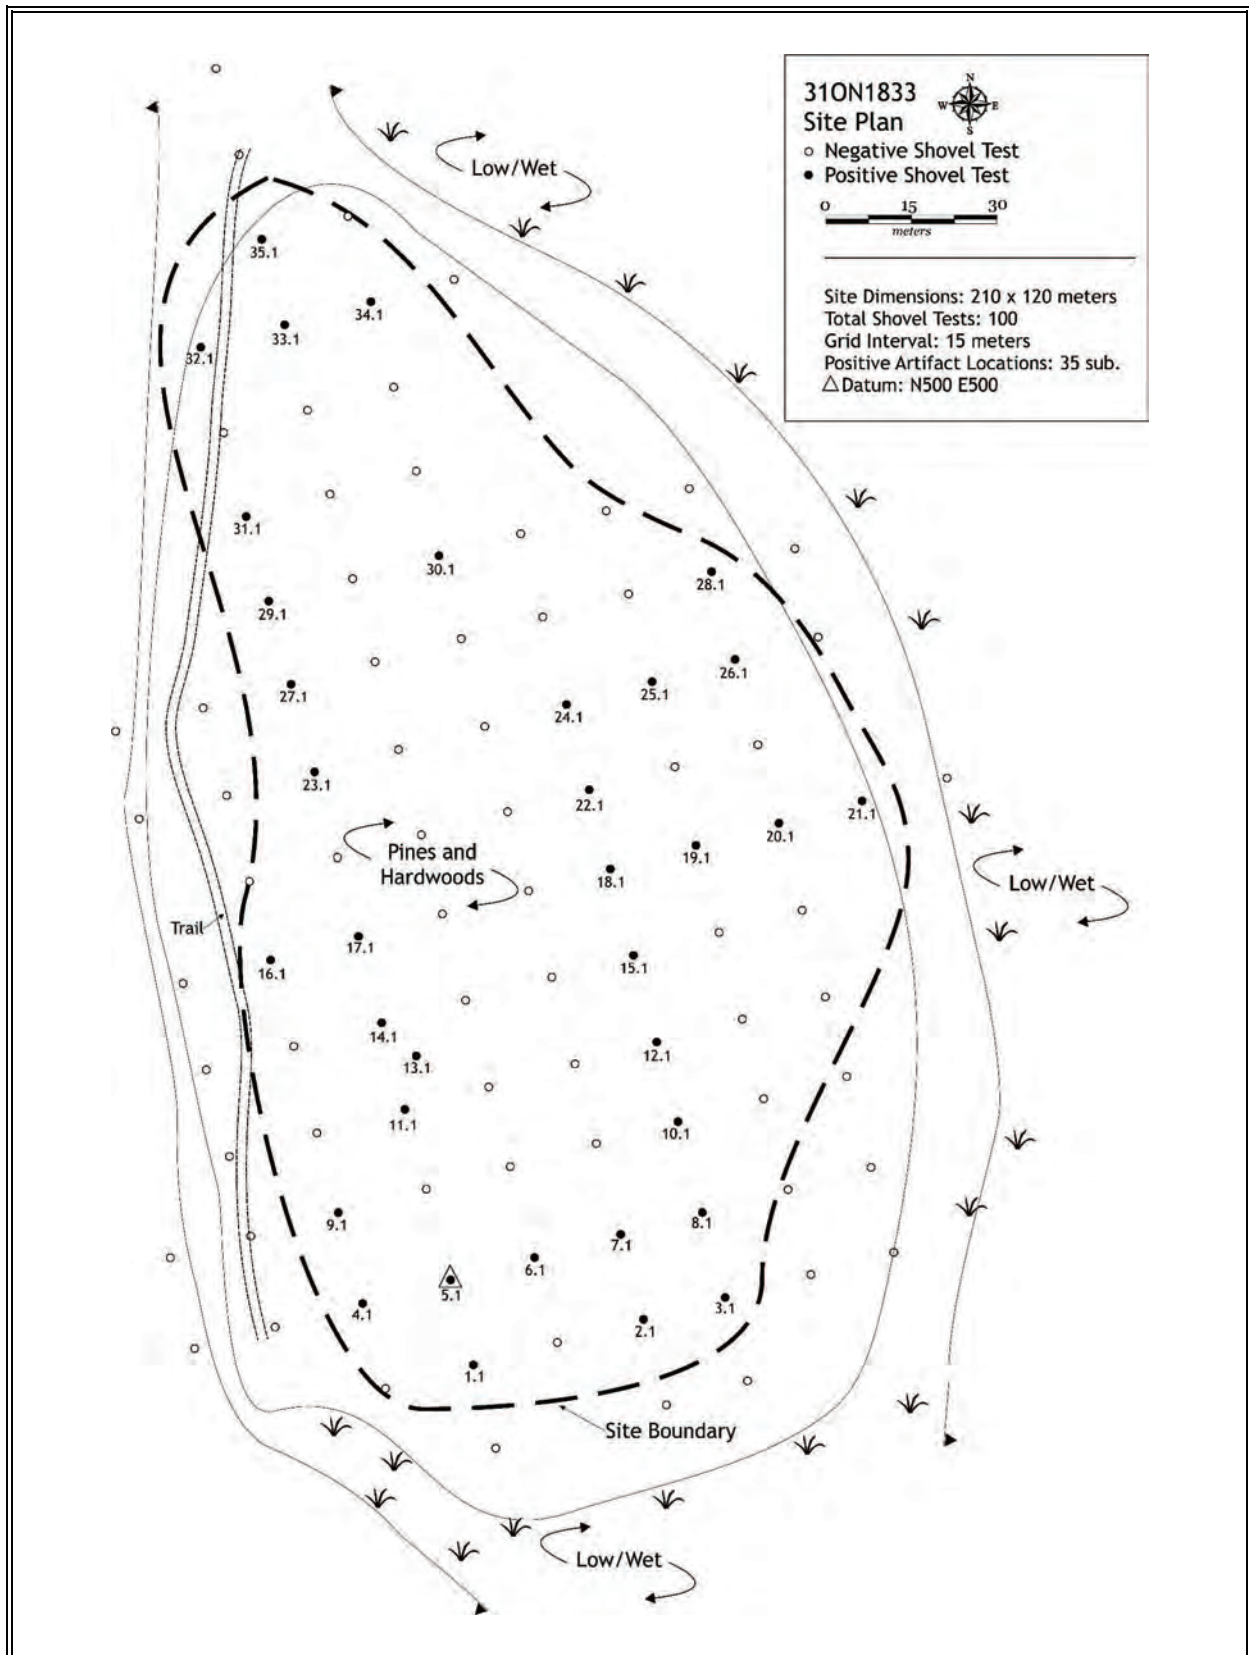 31ON1833
Site Plan
N
W E
S
Negative Shovel Test
Positive Shovel Test
0 15 30
meters
Site Dimensions: 210 x 120 meters
Total Shovel Tests: 100
Grid Interval: 15 meters
Positive Artifact Locations: 35 sub.
Datum: N500 E500
Low/Wet
35.1
34.1
33.1
32.1
31.1
30.1
28.1
29.1
26.1
25.1
27.1
24.1
23.1
22.1
21.1
20.1
19.1
Pines and
Hardwoods
18.1
Low/Wet
Trail
17.1
16.1
15.1
14.1
13.1
12.1
11.1
10.1
9.1
8.1
7.1
6.1
5.1
4.1
3.1
2.1
1.1
Site Boundary
Low/Wet